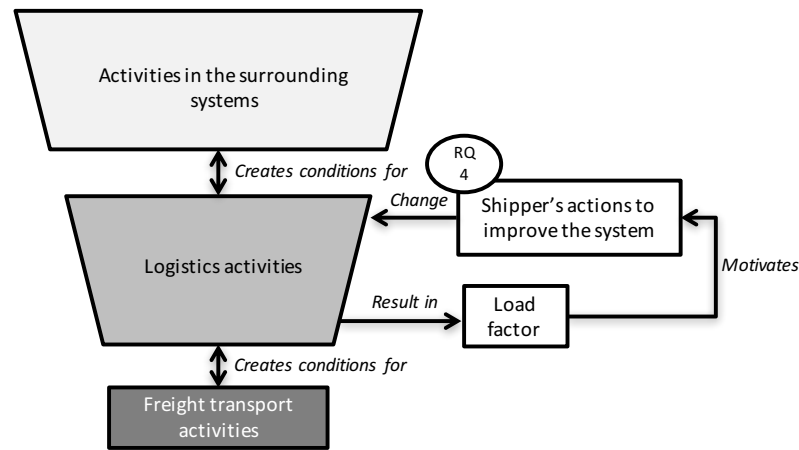 Activities in the surrounding
systems
Creates conditions for
RQ
4
Change
Shipper’s actions to
improve the system
Logistics activities
Motivates
Result in
Load
factor
Creates conditions for
Freight transport
activities